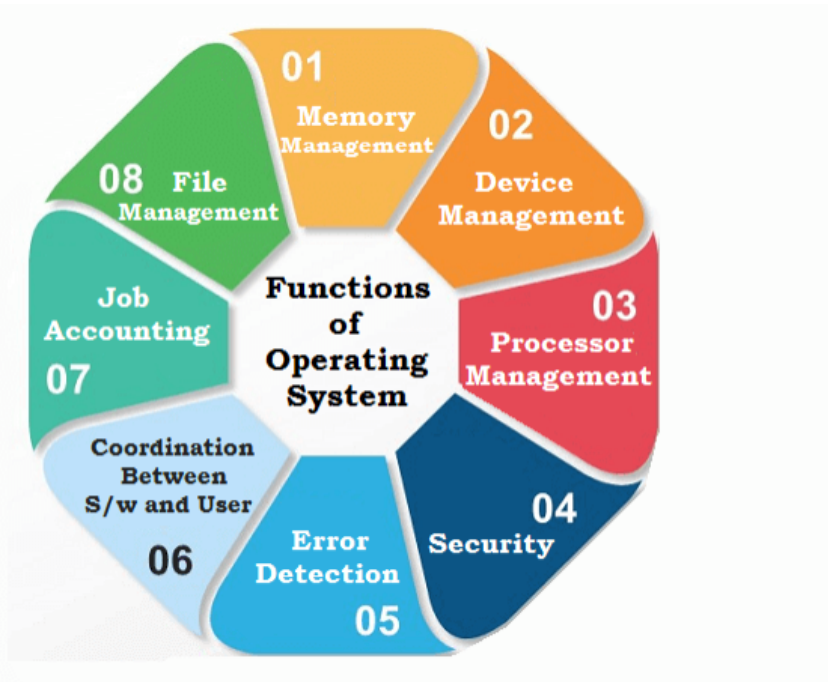 01
Memory
Management
02
Device
Management
03
Processor
Management
04
Security
Error
Detection
05
Coordination
Between
S/w and User
06
Job
Accounting
07
08 File
Management
Functions
of
Operating
System